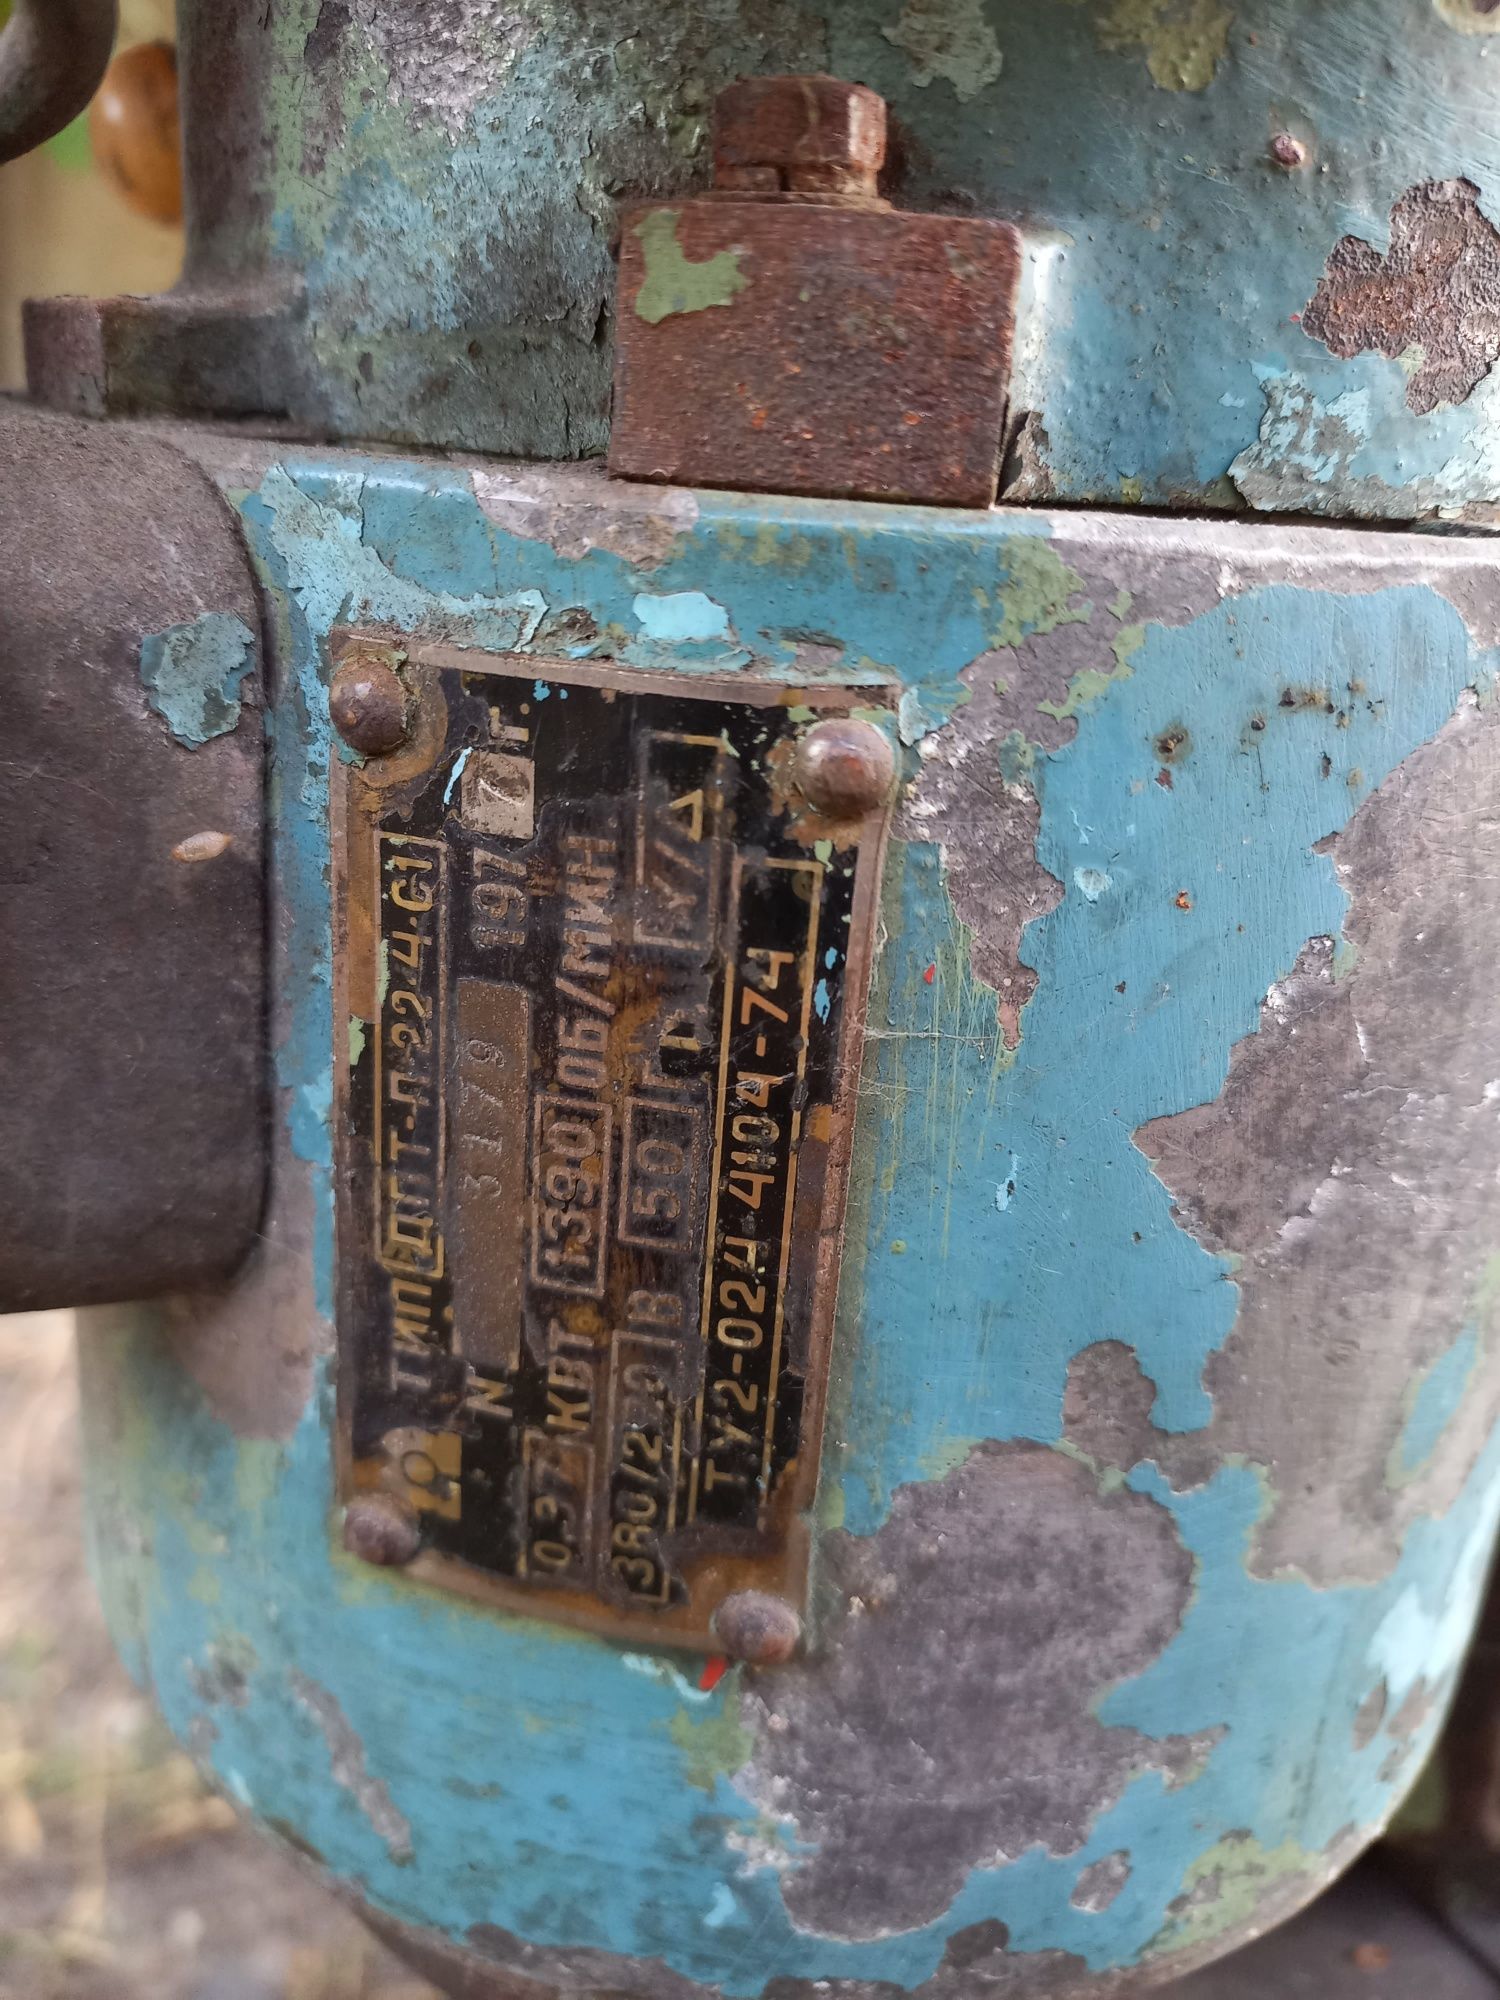 ТИП ДПТ-П-22-4-С1
N 3179 1977 г.
0.37 КВТ 1390 ОБ/МИН.
380/220 В 50 ГЦ Y/Δ
ТУ2-024 4104-74